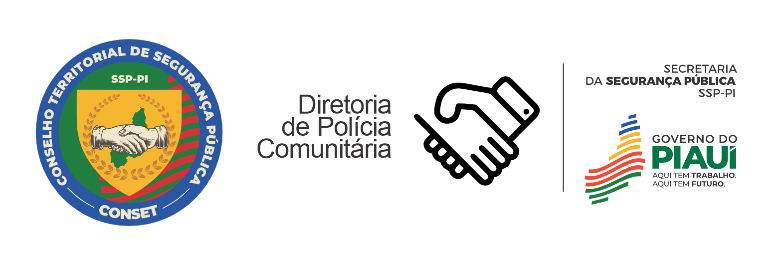 CONSELHO TERRITORIAL DE SEGURANÇA PÚBLICA
SSP-PI
CONSET
Diretoria
de Polícia
Comunitária
SECRETARIA
DA SEGURANÇA PÚBLICA
SSP-PI
GOVERNO DO
PIAUÍ
AQUI TEM TRABALHO.
AQUI TEM FUTURO.